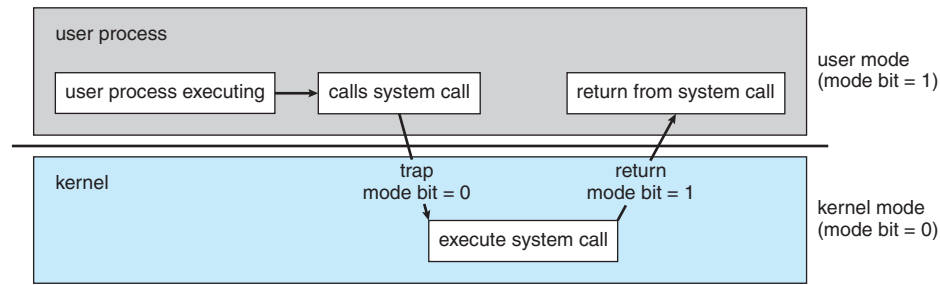 user process
user process executing
calls system call
return from system call
user mode
(mode bit = 1)
kernel
trap
mode bit = 0
return
mode bit = 1
execute system call
kernel mode
(mode bit = 0)